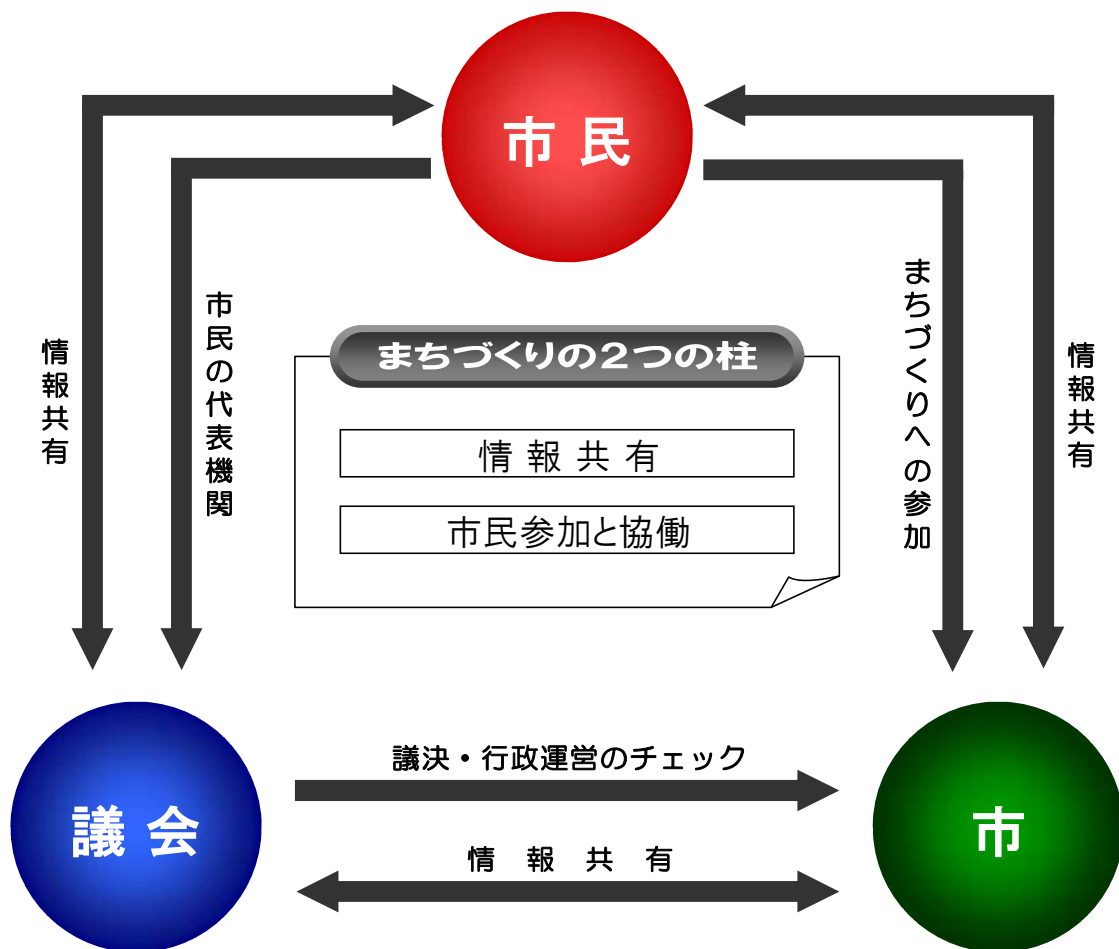 市民
情報共有
市民の代表機関
まちづくりの2つの柱
情報共有
市民参加と協働
まちづくりへの参加
情報共有
議会
議決・行政運営のチェック
情報共有
市